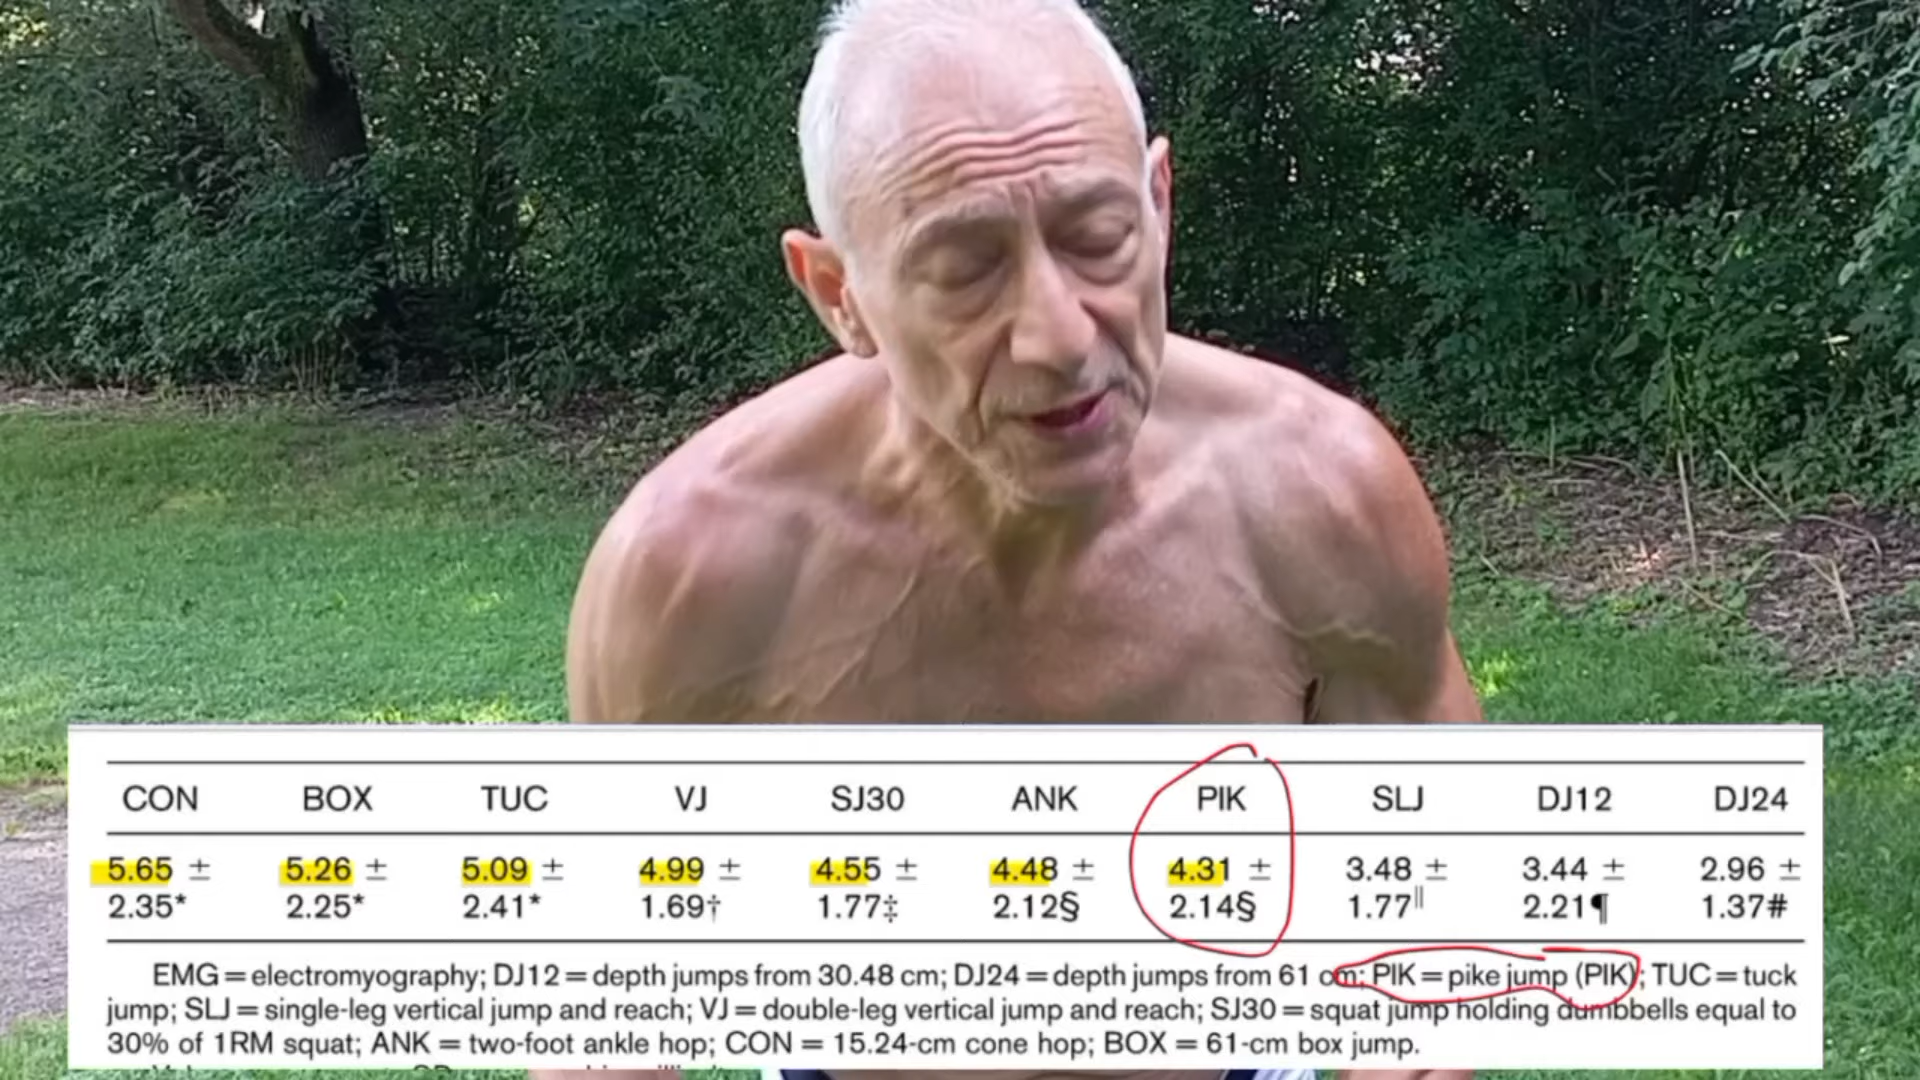 CON BOX TUC VJ SJ30 ANK PIK SLJ DJ12 DJ24
5.65 ± 5.26 ± 5.09 ± 4.99 ± 4.55 ± 4.48 ± 4.31 ± 3.48 ± 3.44 ± 2.96 ±
2.35* 2.25* 2.41* 1.69† 1.77‡ 2.12§ 2.14§ 1.77|| 2.21¶ 1.37#
EMG = electromyography; DJ12 = depth jumps from 30.48 cm; DJ24 = depth jumps from 61 cm; PIK = pike jump (PIK); TUC = tuck
jump; SLJ = single-leg vertical jump and reach; VJ = double-leg vertical jump and reach; SJ30 = squat jump holding dumbbells equal to
30% of 1RM squat; ANK = two-foot ankle hop; CON = 15.24-cm cone hop; BOX = 61-cm box jump.